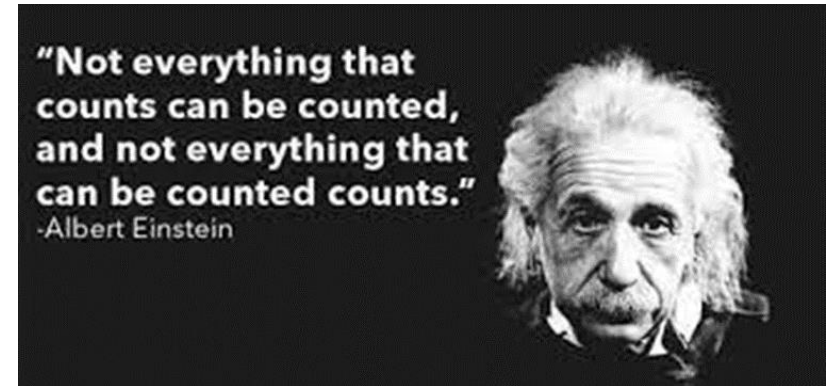 “Not everything that
counts can be counted,
and not everything that
can be counted counts.”
-Albert Einstein